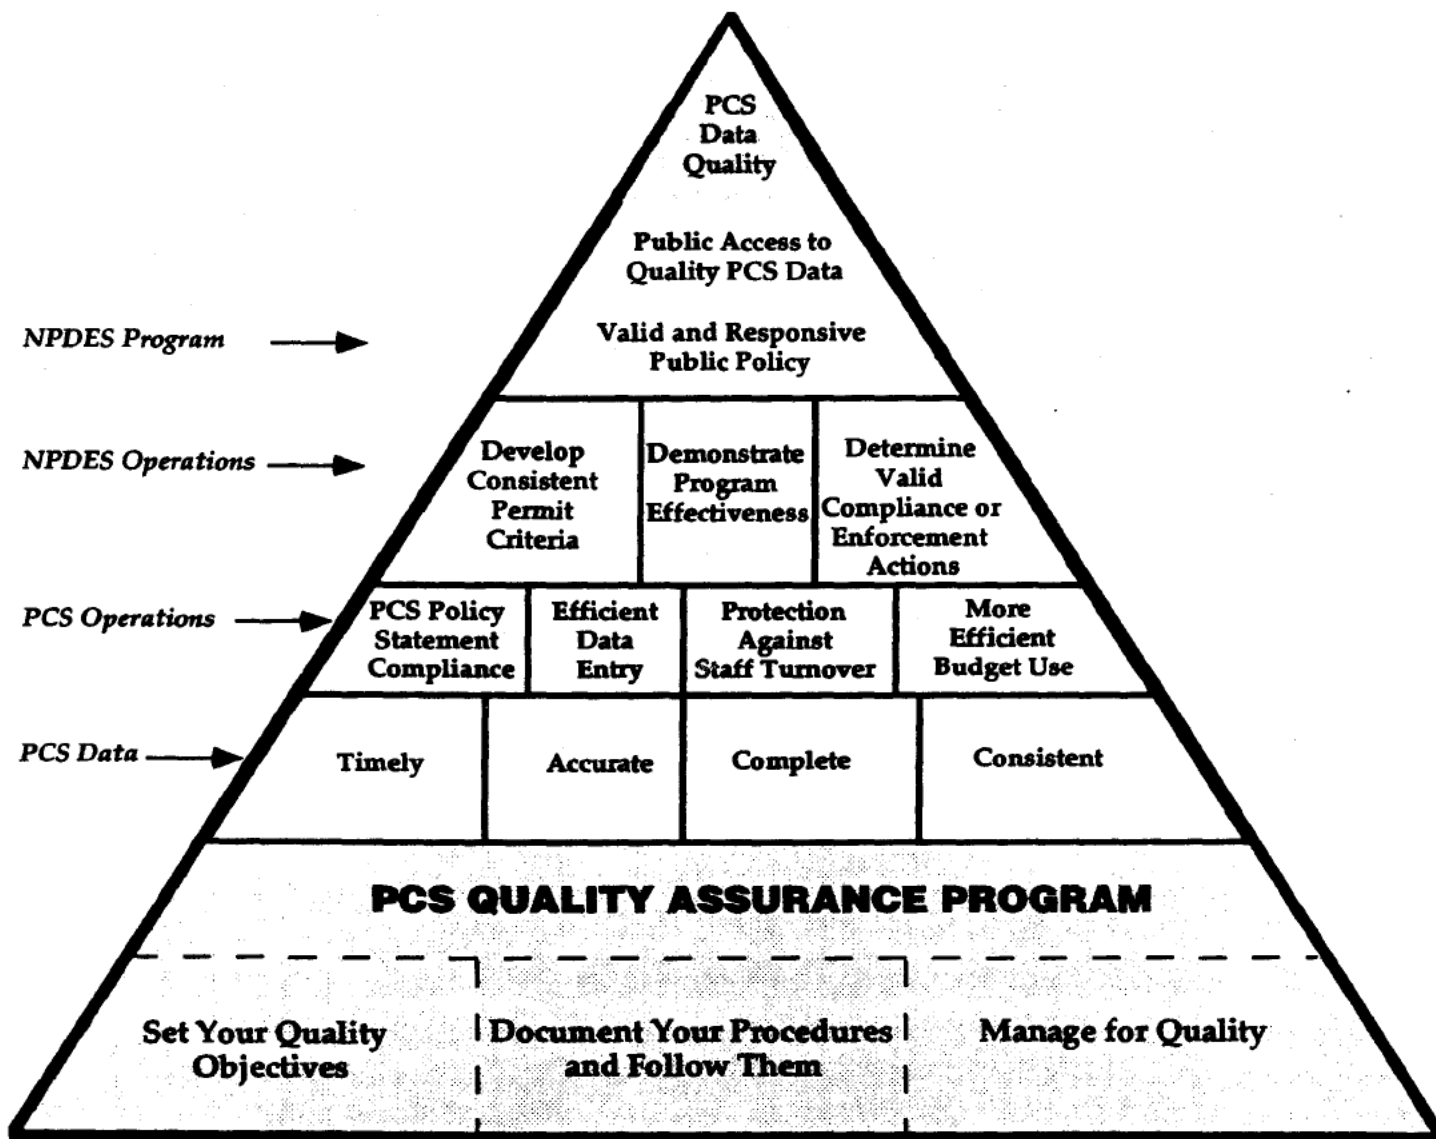 PCS
Data
Quality
Public Access to
Quality PCS Data
NPDES Program
Valid and Responsive
Public Policy
NPDES Operations
Develop
Consistent
Permit
Criteria
Demonstrate
Program
Effectiveness
Determine
Valid
Compliance or
Enforcement
Actions
PCS Operations
PCS Policy
Statement
Compliance
Efficient
Data
Entry
Protection
Against
Staff Turnover
More
Efficient
Budget Use
PCS Data
Timely
Accurate
Complete
Consistent
PCS QUALITY ASSURANCE PROGRAM
Set Your Quality
Objectives
Document Your Procedures
and Follow Them
Manage for Quality